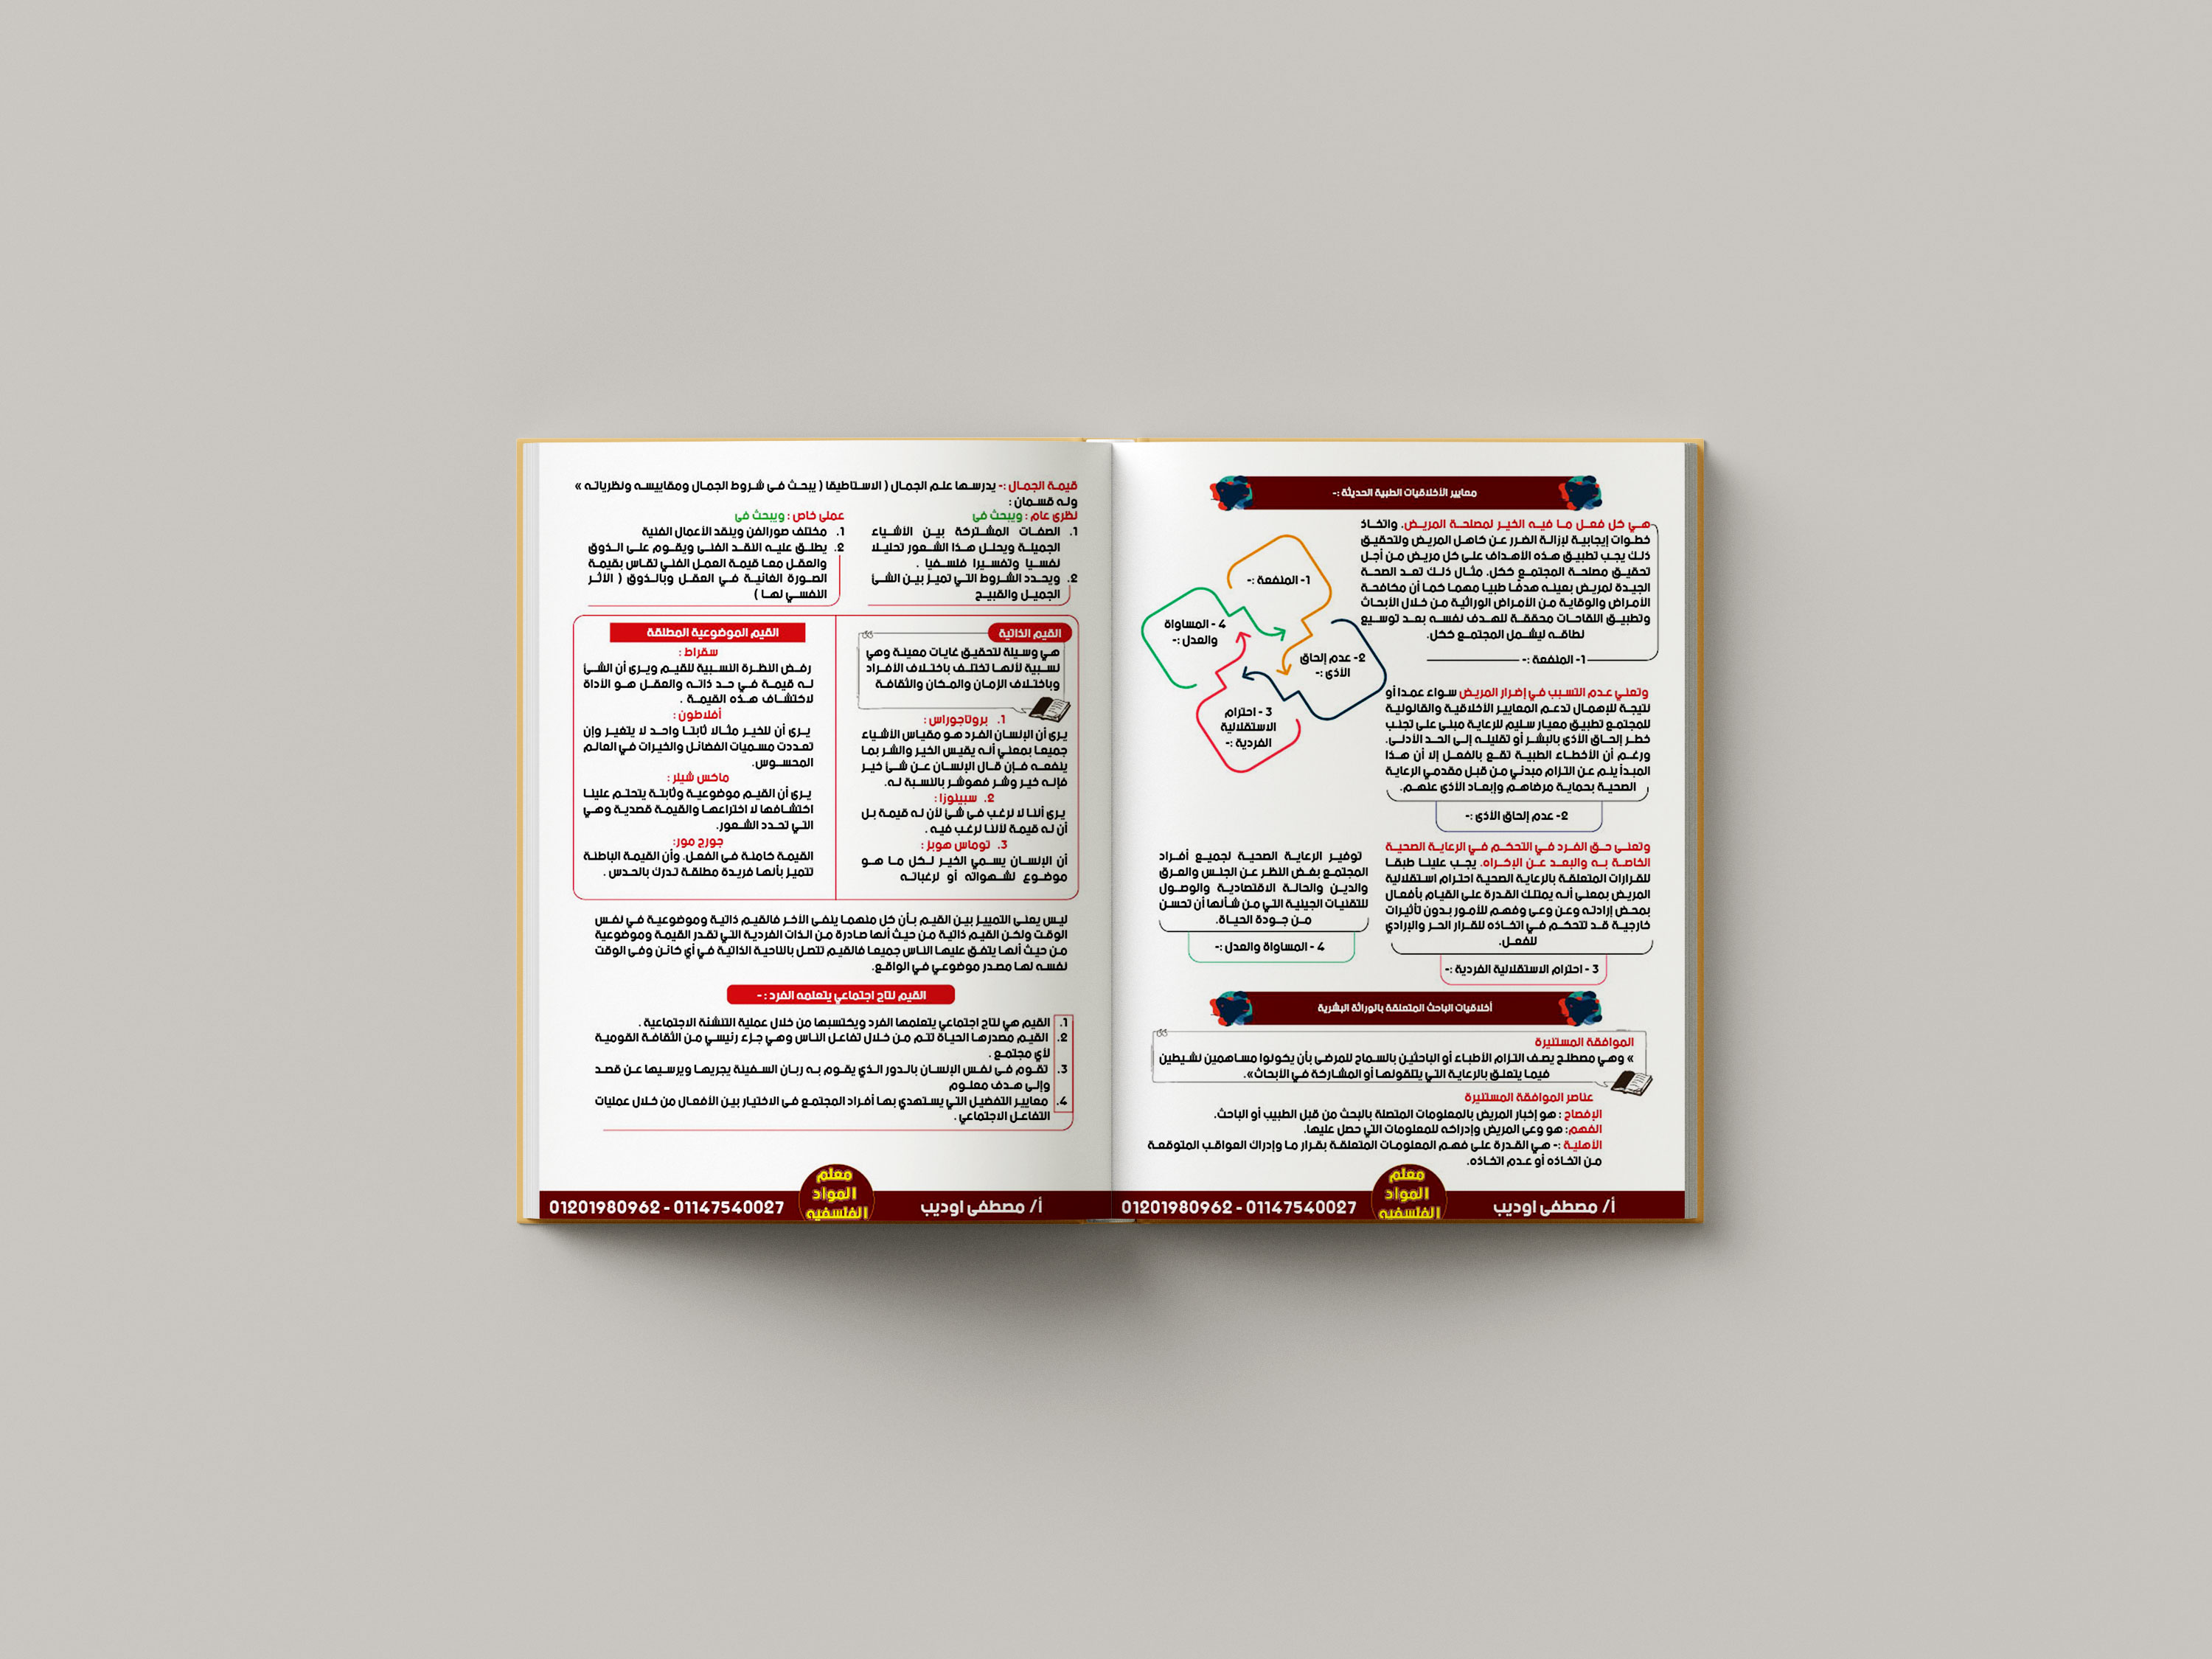 معايير الأخلاقيات الطبية الحديثة :-
هي كل فعل ما فيه الخير لمصلحة المريض. واتخاذ
خطوات إيجابية لإزالة الضرر عن كاهل المريض ولتحقيق
ذلك يجب تطبيق هذه الأهداف على كل مريض من أجل
تحقيق مصلحة المجتمع ككل. مثال ذلك تعد الصحة
الجيدة لمريض بعينه هدفًا طبيا مهما كما أن مكافحة
الأمراض والوقاية من الأمراض الوراثية من خلال الأبحاث
وتطبيق اللقاحات محققة للهدف نفسه بعد توسيع
نطاقه ليشمل المجتمع ككل.
1- المنفعة :-
1- المنفعة :-
2- عدم إلحاق
الأذى :-
3 - احترام
الاستقلالية
الفردية :-
4 - المساواة
والعدل :-
وتعني عدم التسبب في إضرار المريض سواء عمدا أو
نتيجة للإهمال تدعم المعايير الأخلاقية والقانونية
للمجتمع تطبيق معيار سليم للرعاية مبنى على تجنب
خطر إلحاق الأذى بالبشر أو تقليله إلى الحد الأدنى.
ورغم أن الأخطاء الطبية تقع بالفعل إلا أن هذا
المبدأ ينم عن التزام مبدئي من قبل مقدمي الرعاية
الصحية بحماية مرضاهم وإبعاد الأذى عنهم.
2- عدم إلحاق الأذى :-
وتعنى حق الفرد في التحكم في الرعاية الصحية
الخاصة به والبعد عن الإكراه. يجب علينا طبقا
للقرارات المتعلقة بالرعاية الصحية احترام استقلالية
المريض بمعنى أنه يمتلك القدرة على القيام بأفعال
بمحض إرادته وعن وعى وفهم للأمور بدون تأثيرات
خارجية قد تتحكم في اتخاذه للقرار الحر والإرادي
للفعل.
3 - احترام الاستقلالية الفردية :-
توفير الرعاية الصحية لجميع أفراد
المجتمع بغض النظر عن الجنس والعرق
والدين والحالة الاقتصادية والوصول
للتقنيات الجينية التي من شأنها أن تحسن
من جودة الحياة.
4 - المساواة والعدل :-
أخلاقيات الباحث المتعلقة بالوراثة البشرية
الموافقة المستنيرة
» وهي مصطلح يصف التزام الأطباء أو الباحثين بالسماح للمرضى بأن يكونوا مساهمين نشيطين
فيما يتعلق بالرعاية التي يتلقونها أو المشاركة في الأبحاث».
عناصر الموافقة المستنيرة
الإفصاح : هو إخبار المريض بالمعلومات المتصلة بالبحث من قبل الطبيب أو الباحث.
الفهم: هو وعى المريض وإدراكه للمعلومات التي حصل عليها.
الأهلية :- هي القدرة على فهم المعلومات المتعلقة بقرار ما وإدراك العواقب المتوقعة
من اتخاذه أو عدم اتخاذه.
أ/ مصطفى اوديب
معلم
المواد
الفلسفيه
01201980962 - 01147540027
قيمة الجمال :- يدرسها علم الجمال ( الاستاطيقا ( يبحث فى شروط الجمال ومقاييسه ونظرياته »
وله قسمان :
نظرى عام : ويبحث فى
1. الصفات المشتركة بين الأشياء
الجميلة ويحلل هذا الشعور تحليلا
نفسيا وتفسيرا فلسفيا .
2. ويحدد الشروط التي تميز بين الشئ
الجميل والقبيح
عملى خاص : ويبحث فى
1. مختلف صورالفن وينقد الأعمال الفنية
2. يطلق عليه النقد الفنى ويقوم على الذوق
والعقل معا قيمة العمل الفني تقاس بقيمة
الصورة الغانية في العقل وبالذوق ( الأثر
النفسي لها )
القيم الذاتية
هي وسيلة لتحقيق غايات معينة وهي
نسبية لأنها تختلف باختلاف الأفراد
وباختلاف الزمان والمكان والثقافة
1. بروتاجوراس :
يرى أن الإنسان الفرد هو مقياس الأشياء
جميعا بمعني أنه يقيس الخير والشر بما
ينفعه فإن قال الإنسان عن شئ خير
فإنه خير وشر فهوشر بالنسبة له.
2. سبينوزا :
يرى أننا لا نرغب فى شئ لأن له قيمة بل
أن له قيمة لأننا نرغب فيه .
3. توماس هوبز :
أن الإنسان يسمي الخير لكل ما هو
موضوع لشهواته أو لرغباته
القيم الموضوعية المطلقة
سقراط :
رفض النظرة النسبية للقيم ويرى أن الشئ
له قيمة في حد ذاته والعقل هو الأداة
لاكتشاف هذه القيمة .
أفلاطون :
يرى أن للخير مثالا ثابتا واحد لا يتغير وإن
تعددت مسميات الفضائل والخيرات في العالم
المحسوس.
ماكس شيلر :
يرى أن القيم موضوعية وثابتة يتحتم علينا
اكتشافها لا اختراعها والقيمة قصدية وهي
التي تحدد الشعور.
جورج مور:
القيمة كامنة في الفعل. وأن القيمة الباطنة
تتميز بأنها فريدة مطلقة تدرك بالحدس .
ليس يعنى التمييز بين القيم بأن كل منهما ينفى الآخر فالقيم ذاتية وموضوعية في نفس
الوقت ولكن القيم ذاتية من حيث أنها صادرة من الذات الفردية التي تقدر القيمة وموضوعية
من حيث أنها يتفق عليها الناس جميعا فالقيم تتصل بالناحية الذاتية في أي كائن وفى الوقت
نفسه لها مصدر موضوعي في الواقع.
القيم نتاج اجتماعي يتعلمه الفرد : -
1. القيم هي نتاج اجتماعي يتعلمها الفرد ويكتسبها من خلال عملية التنشئة الاجتماعية .
2. القيم مصدرها الحياة تتم من خلال تفاعل الناس وهي جزء رئيسي من الثقافة القومية
لأي مجتمع .
3. تقوم فى نفس الإنسان بالدور الذي يقوم به ربان السفينة يجريها ويرسيها عن قصد
وإلى هدف معلوم
4. معايير التفضيل التي يستهدي بها أفراد المجتمع فى الاختيار بين الأفعال من خلال عمليات
التفاعل الاجتماعي .
أ/ مصطفى اوديب
معلم
المواد
الفلسفيه
01201980962 - 01147540027